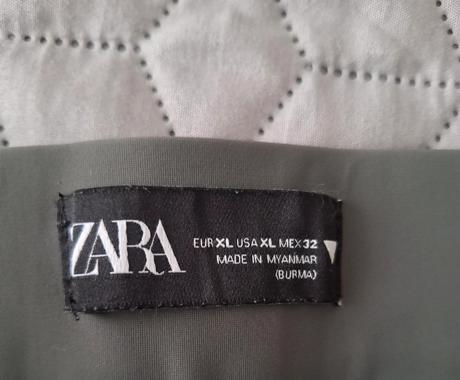 ZARA
EUR XL USA XL MEX 32
MADE IN MYANMAR
(BURMA)